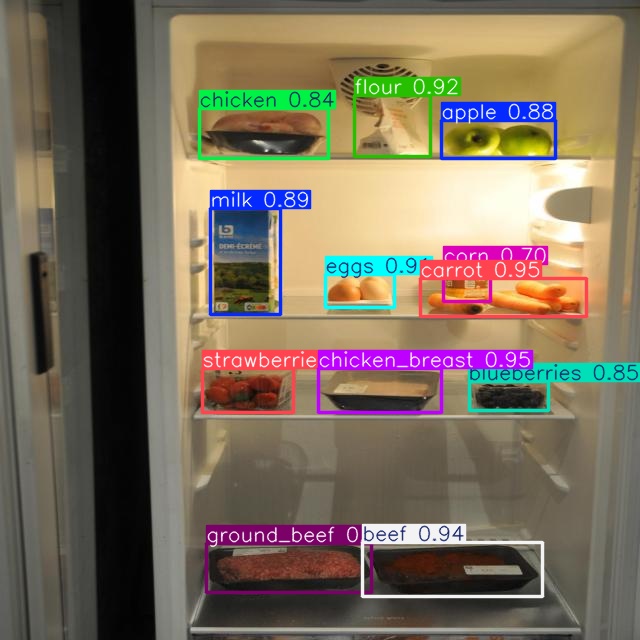 chicken 0.84
flour 0.92
apple 0.88
milk 0.89
b
DEMI-ÉCRÉMÉ
eggs 0.9
corn 0.70
carrot 0.95
strawberrie
chicken_breast 0.95
blueberries 0.85
ground_beef 0
beef 0.94